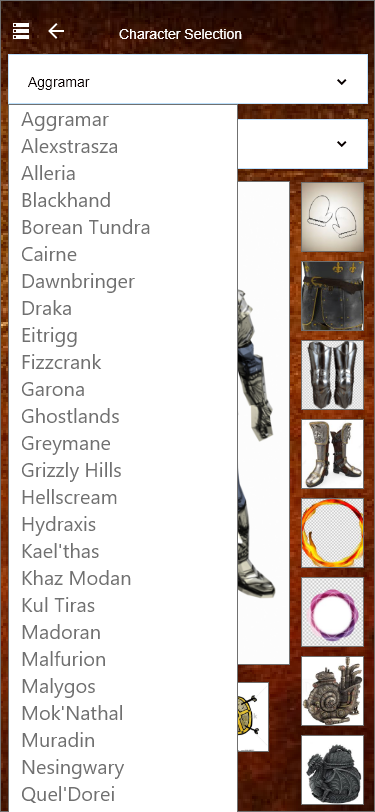 Character Selection
Aggramar
Aggramar
Alexstrasza
Alleria
Blackhand
Borean Tundra
Cairne
Dawnbringer
Draka
Eitrigg
Fizzcrank
Garona
Ghostlands
Greymane
Grizzly Hills
Hellscream
Hydraxis
Kael'thas
Khaz Modan
Kul Tiras
Madoran
Malfurion
Malygos
Mok'Nathal
Muradin
Nesingwary
Quel'Dorei